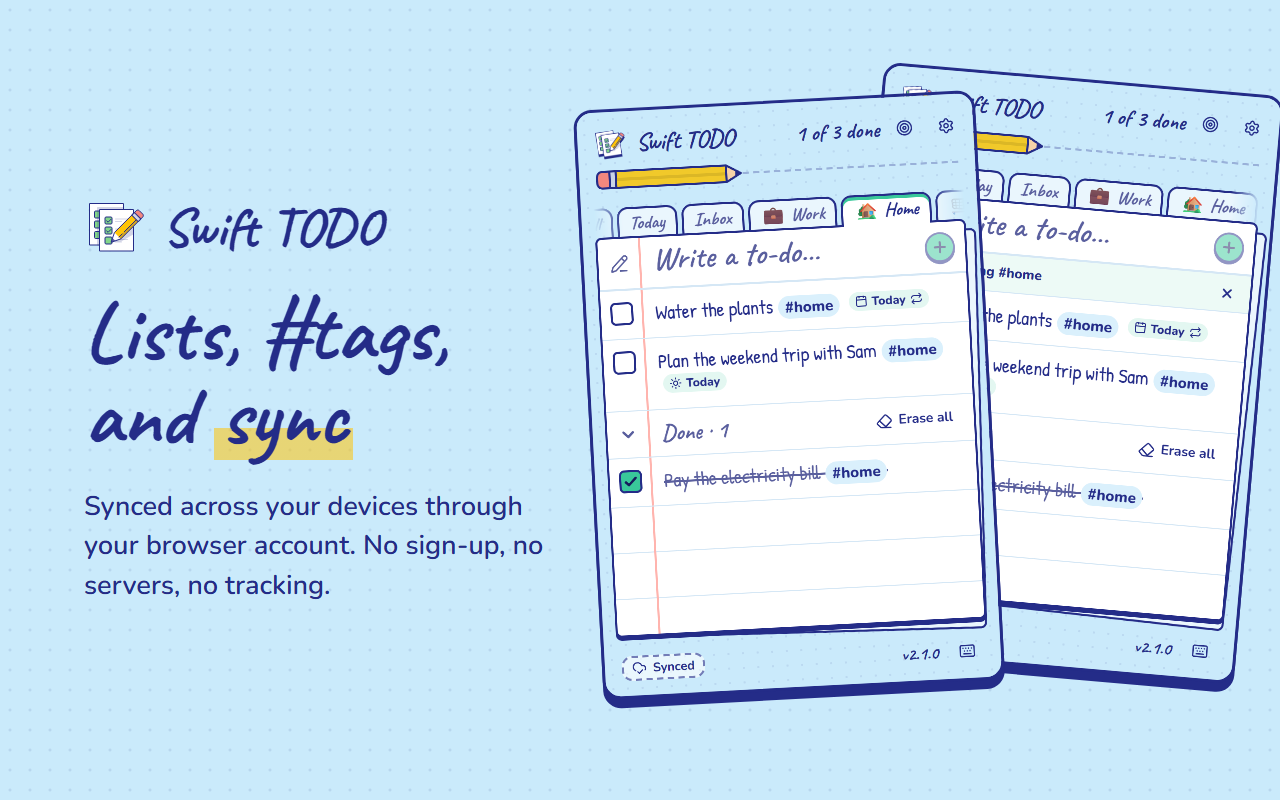 Swift TODO
Lists, #tags,
and sync
Synced across your devices through
your browser account. No sign-up, no
servers, no tracking.
Swift TODO
1 of 3 done
Today
Inbox
Work
Home
Write a to-do...
Water the plants #home Today
Plan the weekend trip with Sam #home
Today
Done · 1
Erase all
Pay the electricity bill #home
Synced
v2.1.0
TODO
1 of 3 done
Inbox
Work
Home
a to-do...
#home
plants #home Today
weekend trip with Sam #home
Erase all
bill #home
v2.1.0